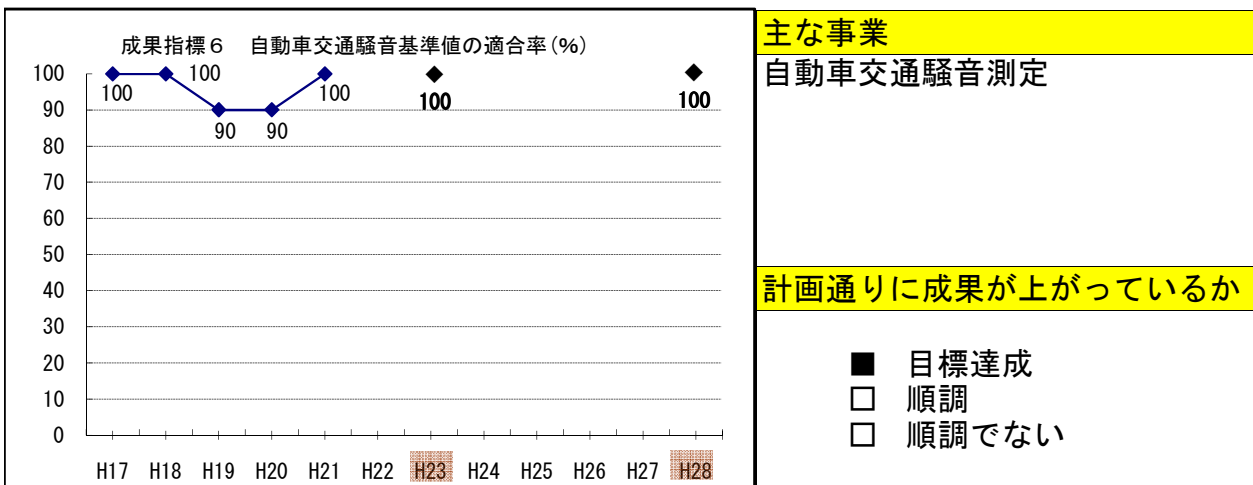 成果指標６　自動車交通騒音基準値の適合率(%)
100
90
80
70
60
50
40
30
20
10
0
100
100
90
90
100
100
100
H17 H18 H19 H20 H21 H22 H23 H24 H25 H26 H27 H28
主な事業
自動車交通騒音測定
計画通りに成果が上がっているか
■ 目標達成
□ 順調
□ 順調でない